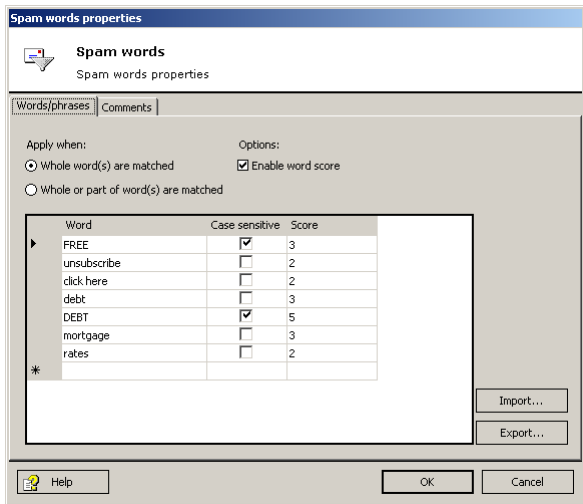 Spam words properties
Spam words
Spam words properties
Words/phrases Comments
Apply when: Options:
Whole word(s) are matched Enable word score
Whole or part of word(s) are matched
Word Case sensitive Score
FREE 3
unsubscribe 2
click here 2
debt 3
DEBT 5
mortgage 3
rates 2
Import...
Export...
Help OK Cancel